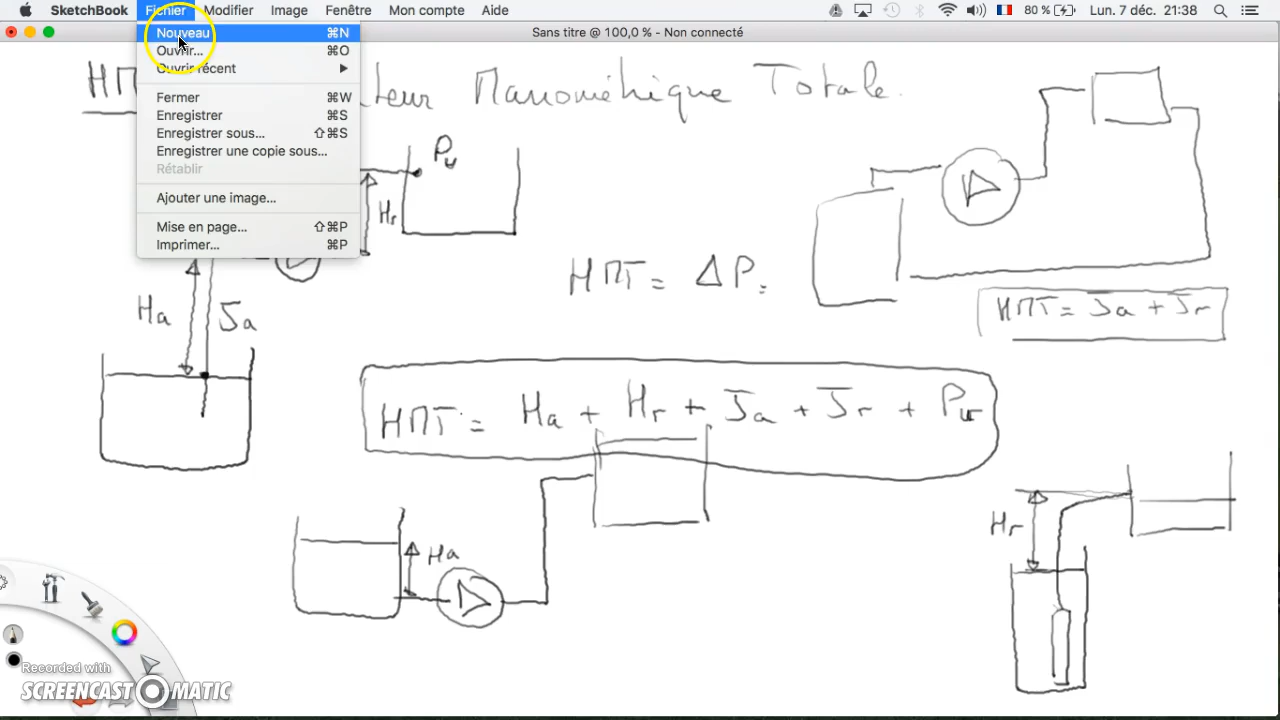 SketchBook Fichier Modifier Image Fenêtre Mon compte Aide 80 % Lun. 7 déc. 21:38
Sans titre @ 100,0 % - Non connecté
Nouveau ⌘N
Ouvrir... ⌘O
Ouvrir récent ▶
Fermer ⌘W
Enregistrer ⌘S
Enregistrer sous... ⇧⌘S
Enregistrer une copie sous...
Rétablir
Ajouter une image...
Mise en page... ⇧⌘P
Imprimer... ⌘P
Manométrique Totale.
Pu
Hr
HMT = ΔP.
Ha
Ja
HMT = Ja + Jr
HMT = Ha + Hr + Ja + Jr + Pu
Ha
Hr
Recorded with
SCREENCAST MATIC